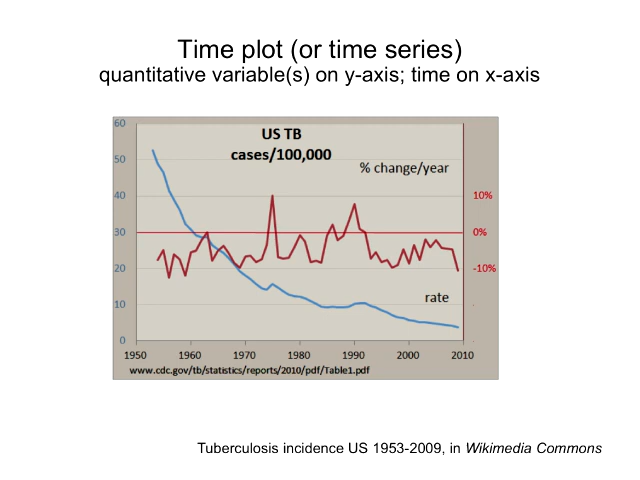 Time plot (or time series)
quantitative variable(s) on y-axis; time on x-axis
US TB
cases/100,000
% change/year
60
50
40
30
20
10
0
10%
0%
-10%
rate
1950 1960 1970 1980 1990 2000 2010
www.cdc.gov/tb/statistics/reports/2010/pdf/Table1.pdf
Tuberculosis incidence US 1953-2009, in Wikimedia Commons